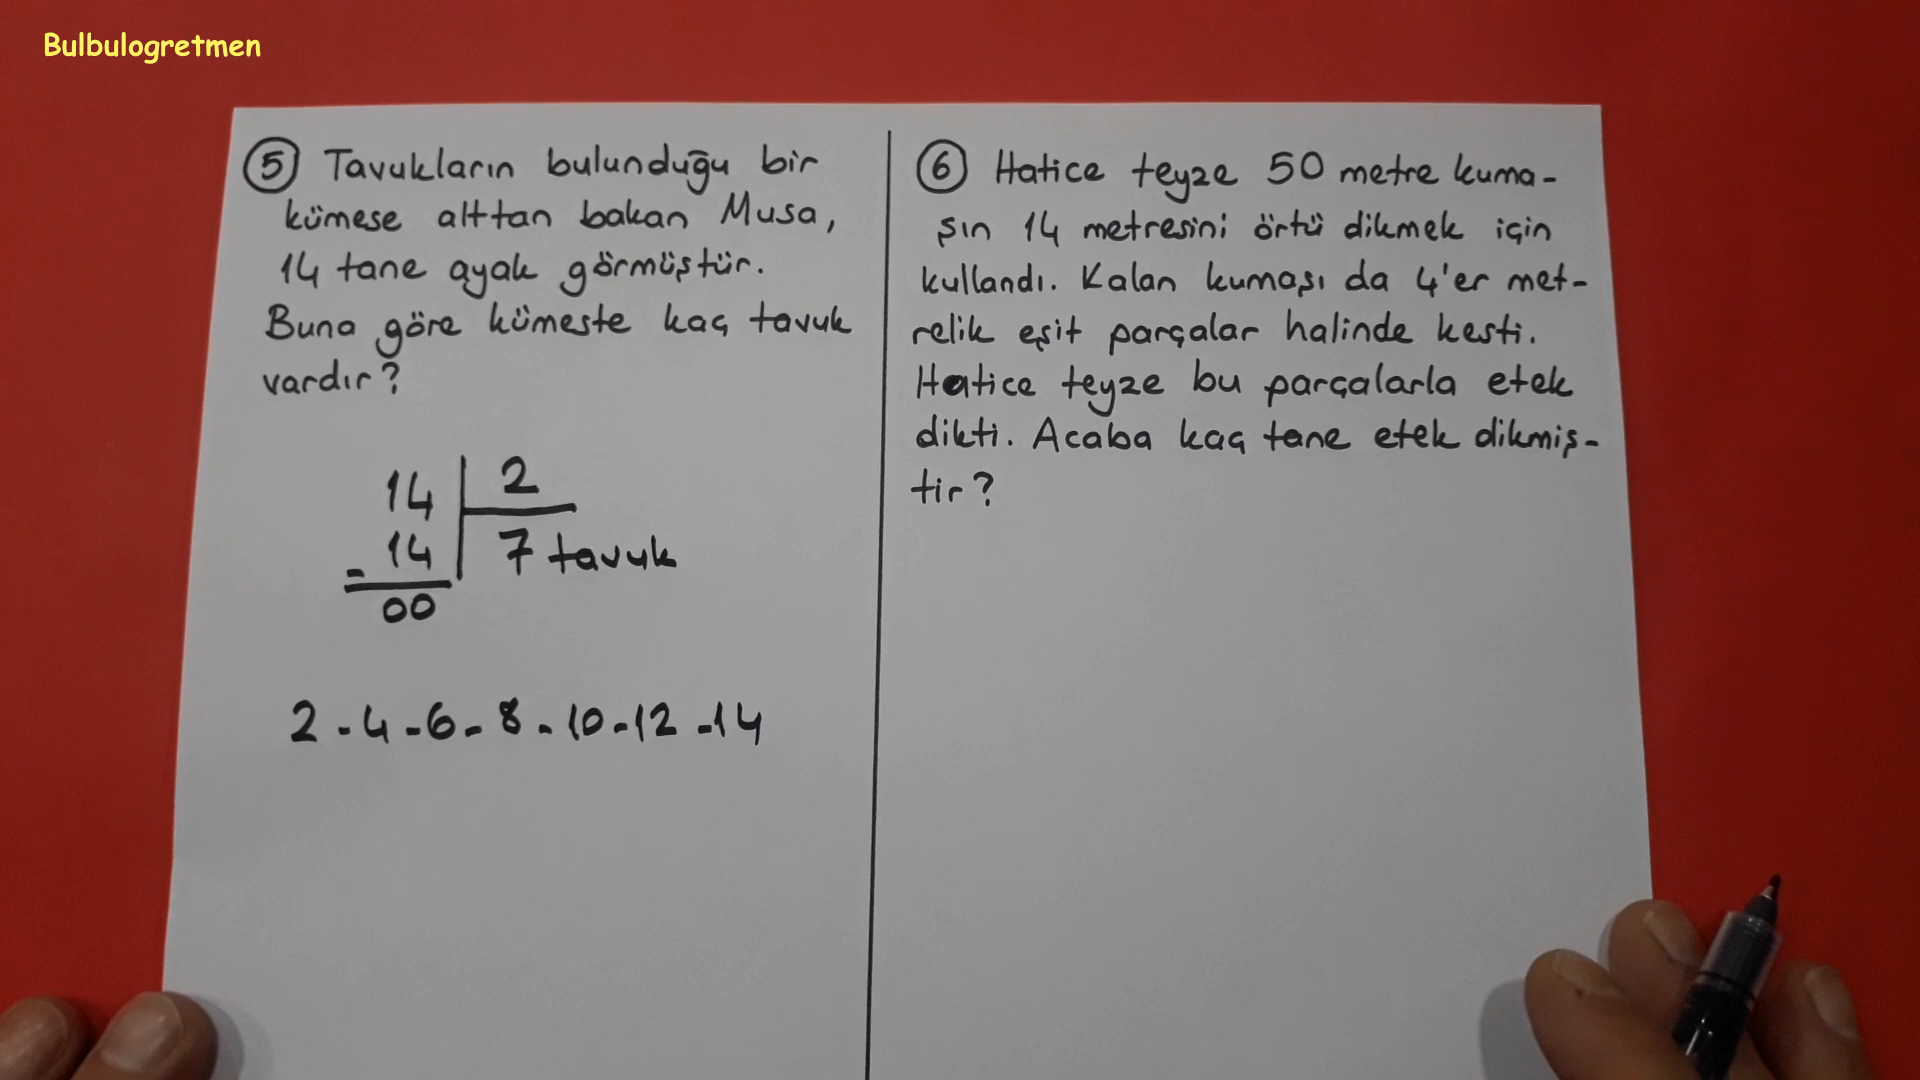 Bulbulogretmen
5 Tavukların bulunduğu bir
kümese alttan bakan Musa,
14 tane ayak görmüştür.
Buna göre kümeste kaç tavuk
vardır?
14 2
- 14 7 tavuk
00
2 - 4 - 6 - 8 - 10 - 12 - 14
6 Hatice teyze 50 metre kuma-
şın 14 metresini örtü dikmek için
kullandı. Kalan kumaşı da 4'er met-
relik eşit parçalar halinde kesti.
Hatice teyze bu parçalarla etek
dikti. Acaba kaç tane etek dikmiş-
tir?